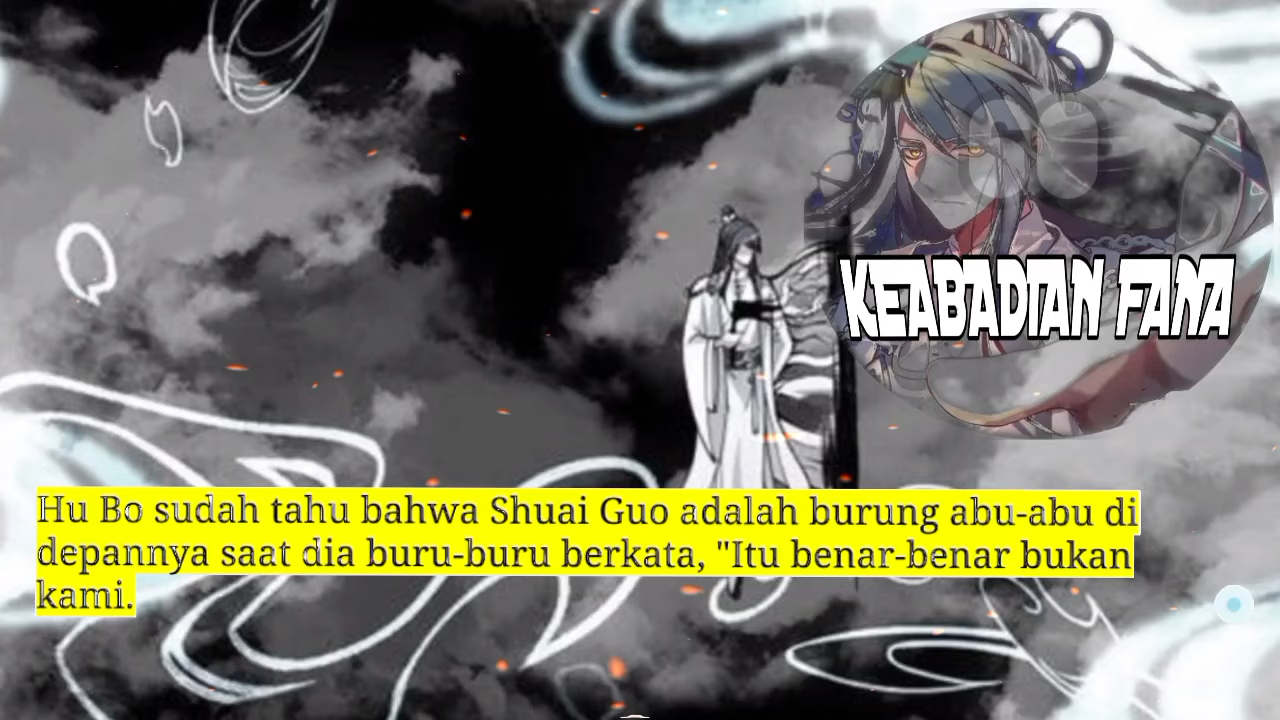 KEABADIAN FANA
Hu Bo sudah tahu bahwa Shuai Guo adalah burung abu-abu di
depannya saat dia buru-buru berkata, "Itu benar-benar bukan
kami.